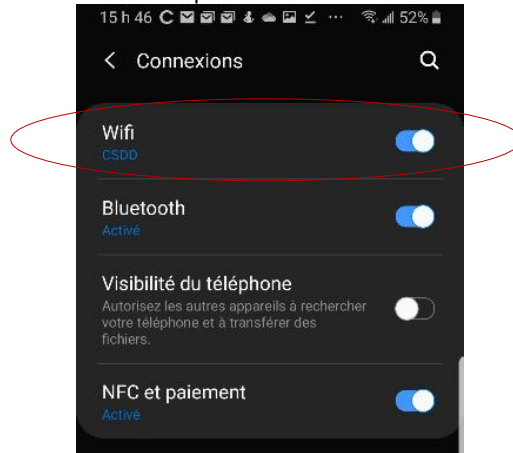 15 h 46 C 52%
Connexions
Wifi
CSDD
Bluetooth
Activé
Visibilité du téléphone
Autorisez les autres appareils à rechercher
votre téléphone et à transférer des
fichiers.
NFC et paiement
Activé